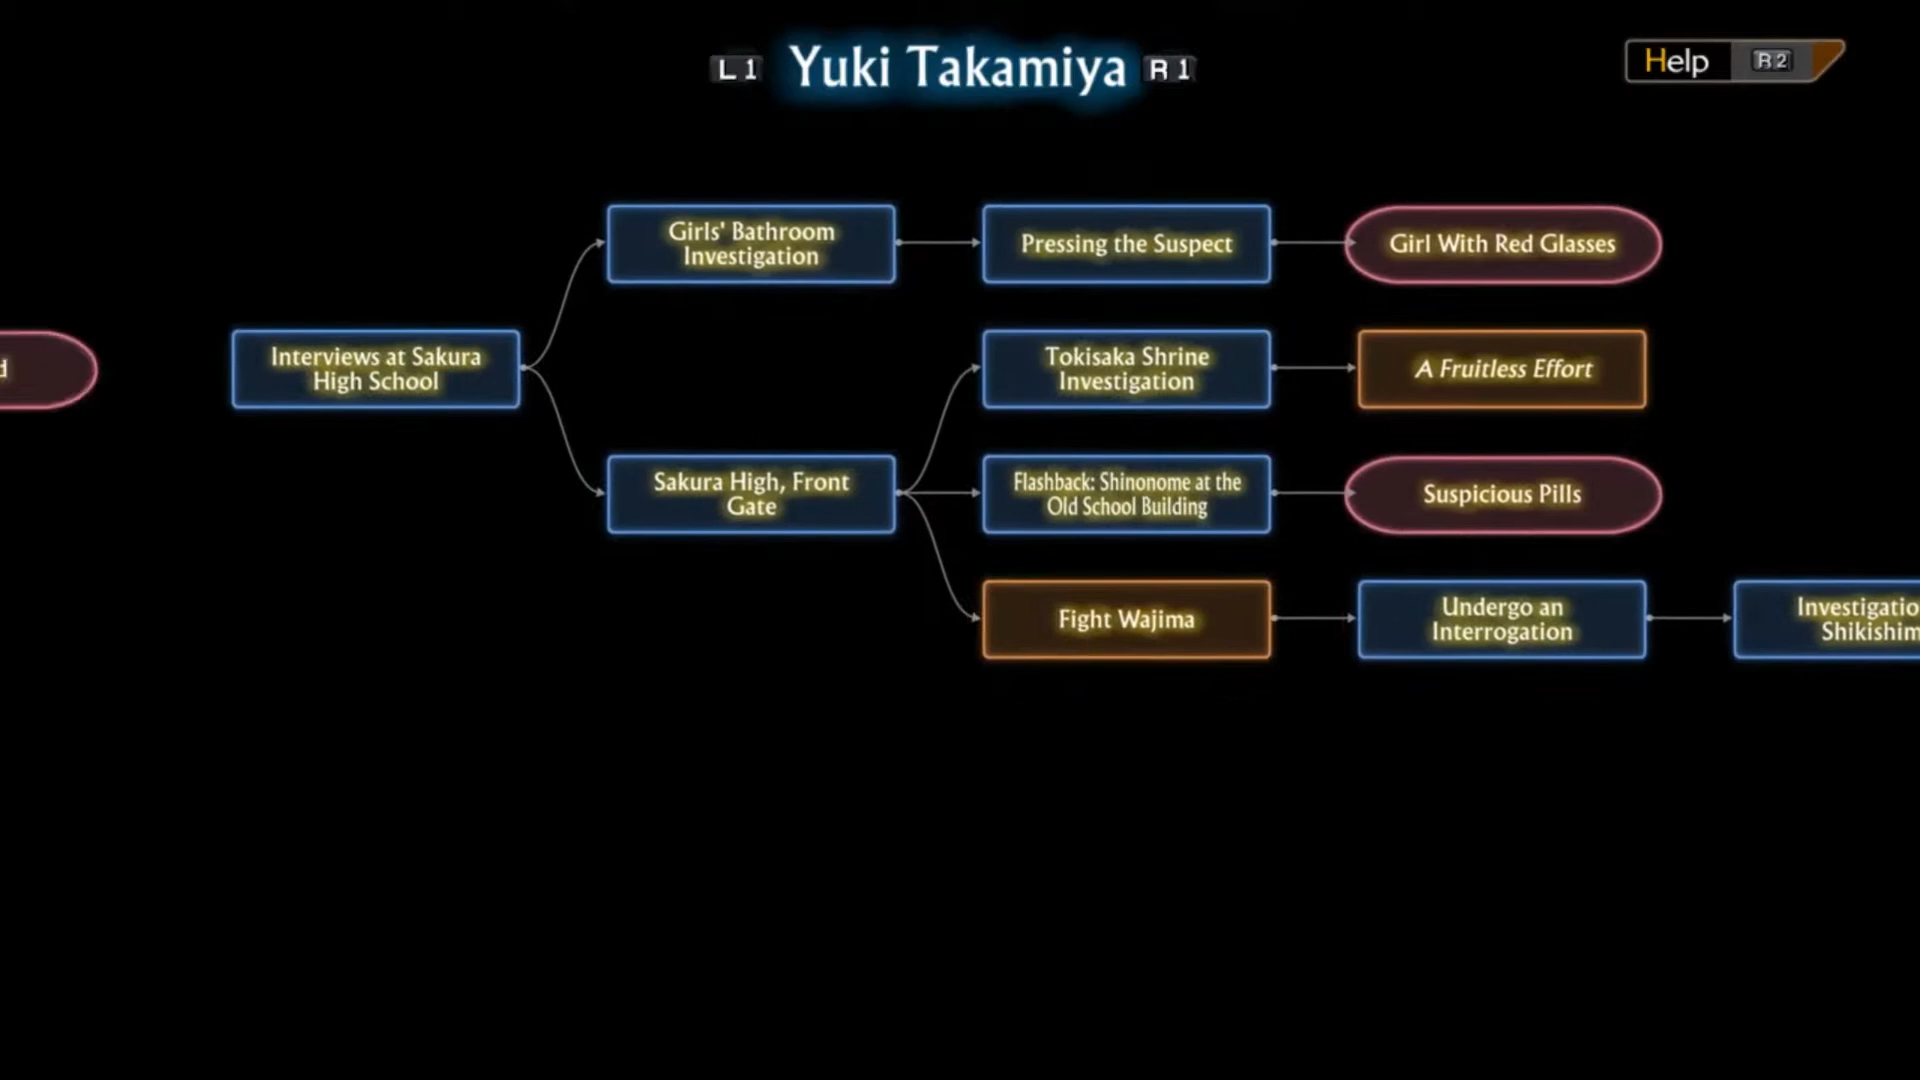 L1 Yuki Takamiya R1
Help R2
Girls' Bathroom
Investigation
Pressing the Suspect
Girl With Red Glasses
Interviews at Sakura
High School
Tokisaka Shrine
Investigation
A Fruitless Effort
Sakura High, Front
Gate
Flashback: Shinonome at the
Old School Building
Suspicious Pills
Fight Wajima
Undergo an
Interrogation